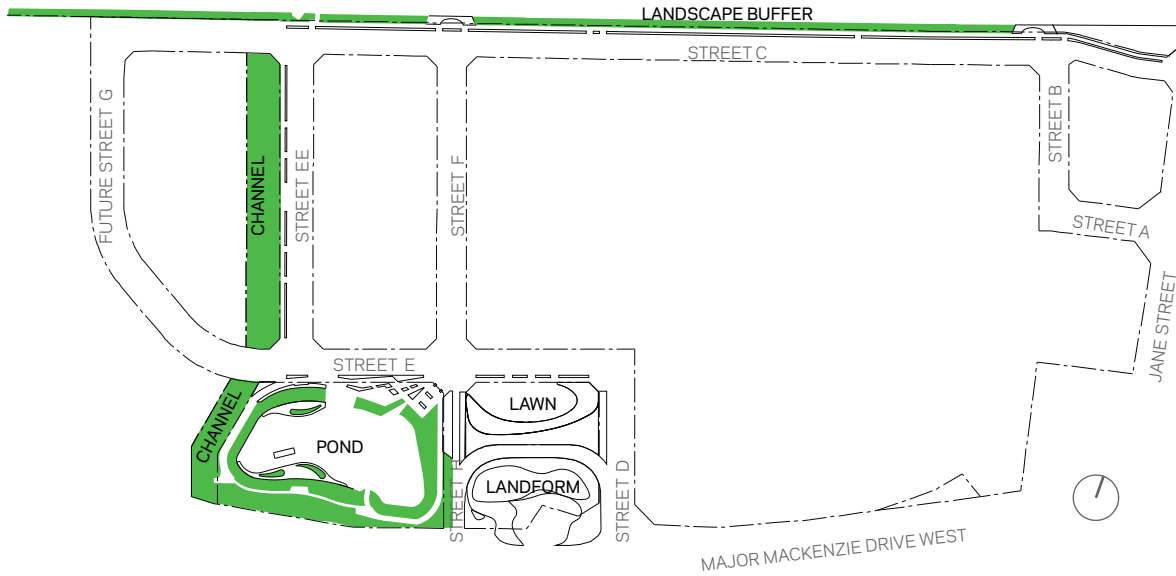 LANDSCAPE BUFFER
STREET C
FUTURE STREET G
CHANNEL
STREET EE
STREET F
STREET B
STREET A
JANE STREET
STREET E
CHANNEL
LAWN
POND
LANDFORM
STREET H
STREET D
MAJOR MACKENZIE DRIVE WEST